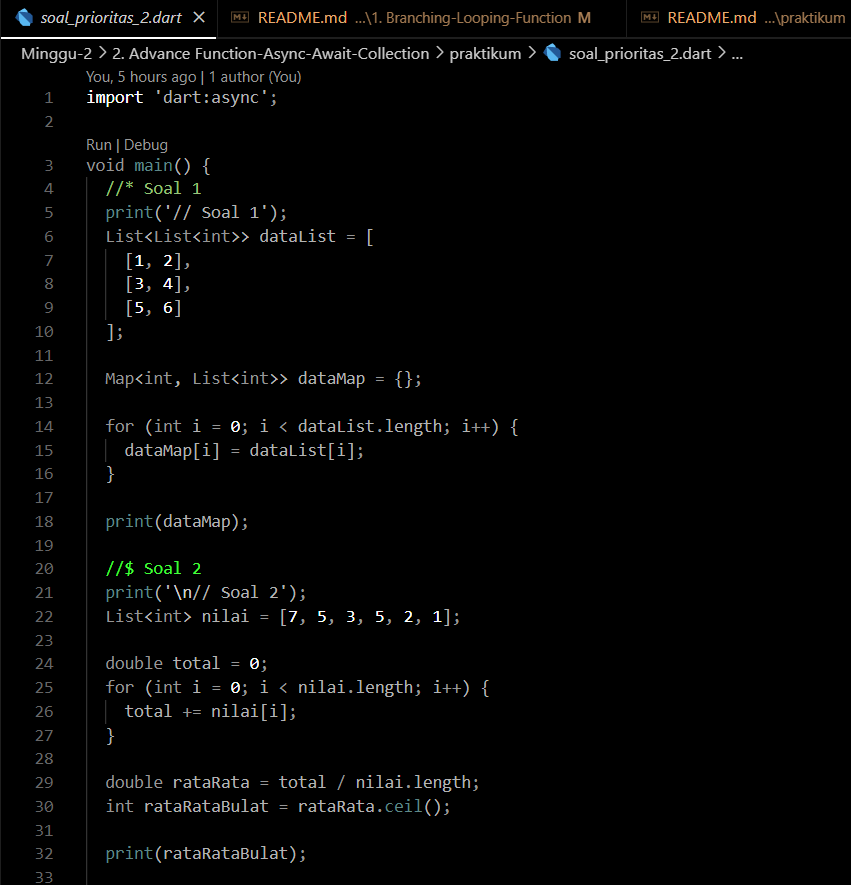 soal_prioritas_2.dart × README.md ...\1. Branching-Looping-Function M README.md ...\praktikum
Minggu-2 > 2. Advance Function-Async-Await-Collection > praktikum > soal_prioritas_2.dart > ...
You, 5 hours ago | 1 author (You)
1 import 'dart:async';
2
Run | Debug
3 void main() {
4 //* Soal 1
5 print('// Soal 1');
6 List<List<int>> dataList = [
7 [1, 2],
8 [3, 4],
9 [5, 6]
10 ];
11
12 Map<int, List<int>> dataMap = {};
13
14 for (int i = 0; i < dataList.length; i++) {
15 dataMap[i] = dataList[i];
16 }
17
18 print(dataMap);
19
20 //$ Soal 2
21 print('\n// Soal 2');
22 List<int> nilai = [7, 5, 3, 5, 2, 1];
23
24 double total = 0;
25 for (int i = 0; i < nilai.length; i++) {
26 total += nilai[i];
27 }
28
29 double rataRata = total / nilai.length;
30 int rataRataBulat = rataRata.ceil();
31
32 print(rataRataBulat);
33